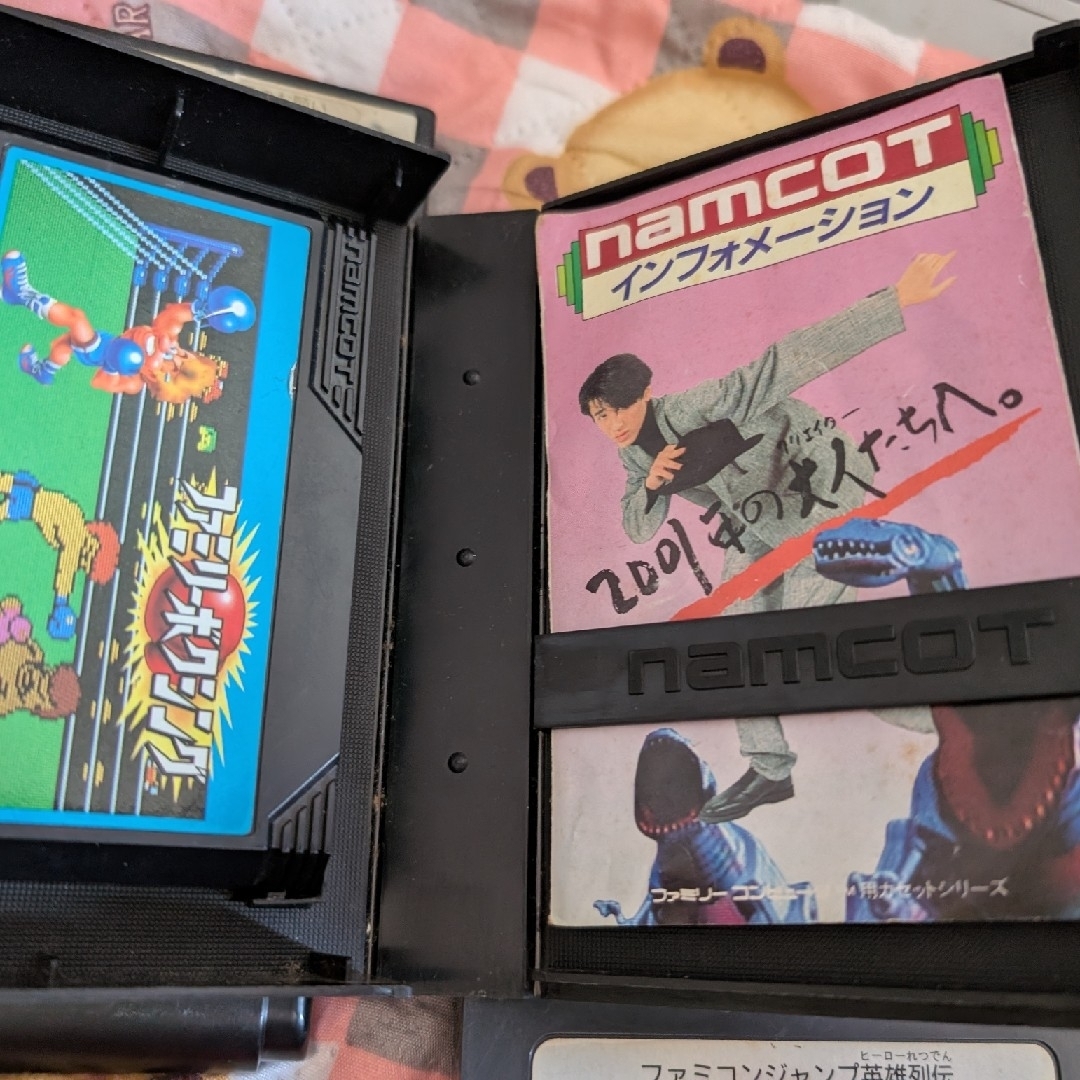 namcot
ファミリーボクシング
namcot
インフォメーション
クリエイター
2001年の大人たちへ。
namcot
ファミリーコンピュー
用カセットシリーズ
ヒーローれつでん
ファミコンジャンプ英雄列伝